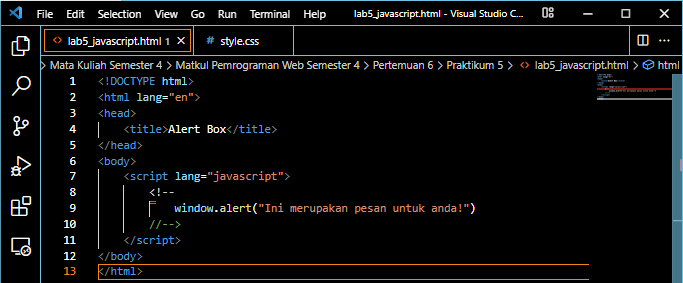 File Edit Selection View Go Run Terminal Help lab5_javascript.html - Visual Studio C...
lab5_javascript.html 1 # style.css
Mata Kuliah Semester 4 > Matkul Pemrograman Web Semester 4 > Pertemuan 6 > Praktikum 5 > lab5_javascript.html > html
1 <!DOCTYPE html>
2 <html lang="en">
3 <head>
4 <title>Alert Box</title>
5 </head>
6 <body>
7 <script lang="javascript">
8 <!--
9 window.alert("Ini merupakan pesan untuk anda!")
10 //-->
11 </script>
12 </body>
13 </html>